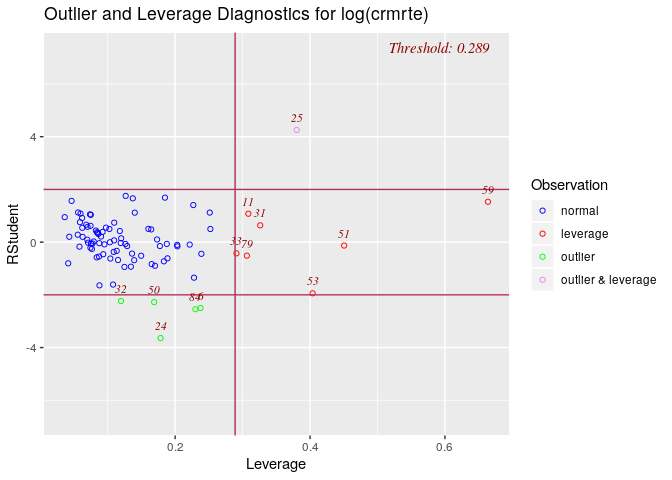 Outlier and Leverage Diagnostics for log(crmrte)
Threshold: 0.289
25
59
11
31
51
33
79
53
32
50
84
6
24
4
0
-4
RStudent
0.2
0.4
0.6
Leverage
Observation
normal
leverage
outlier
outlier & leverage